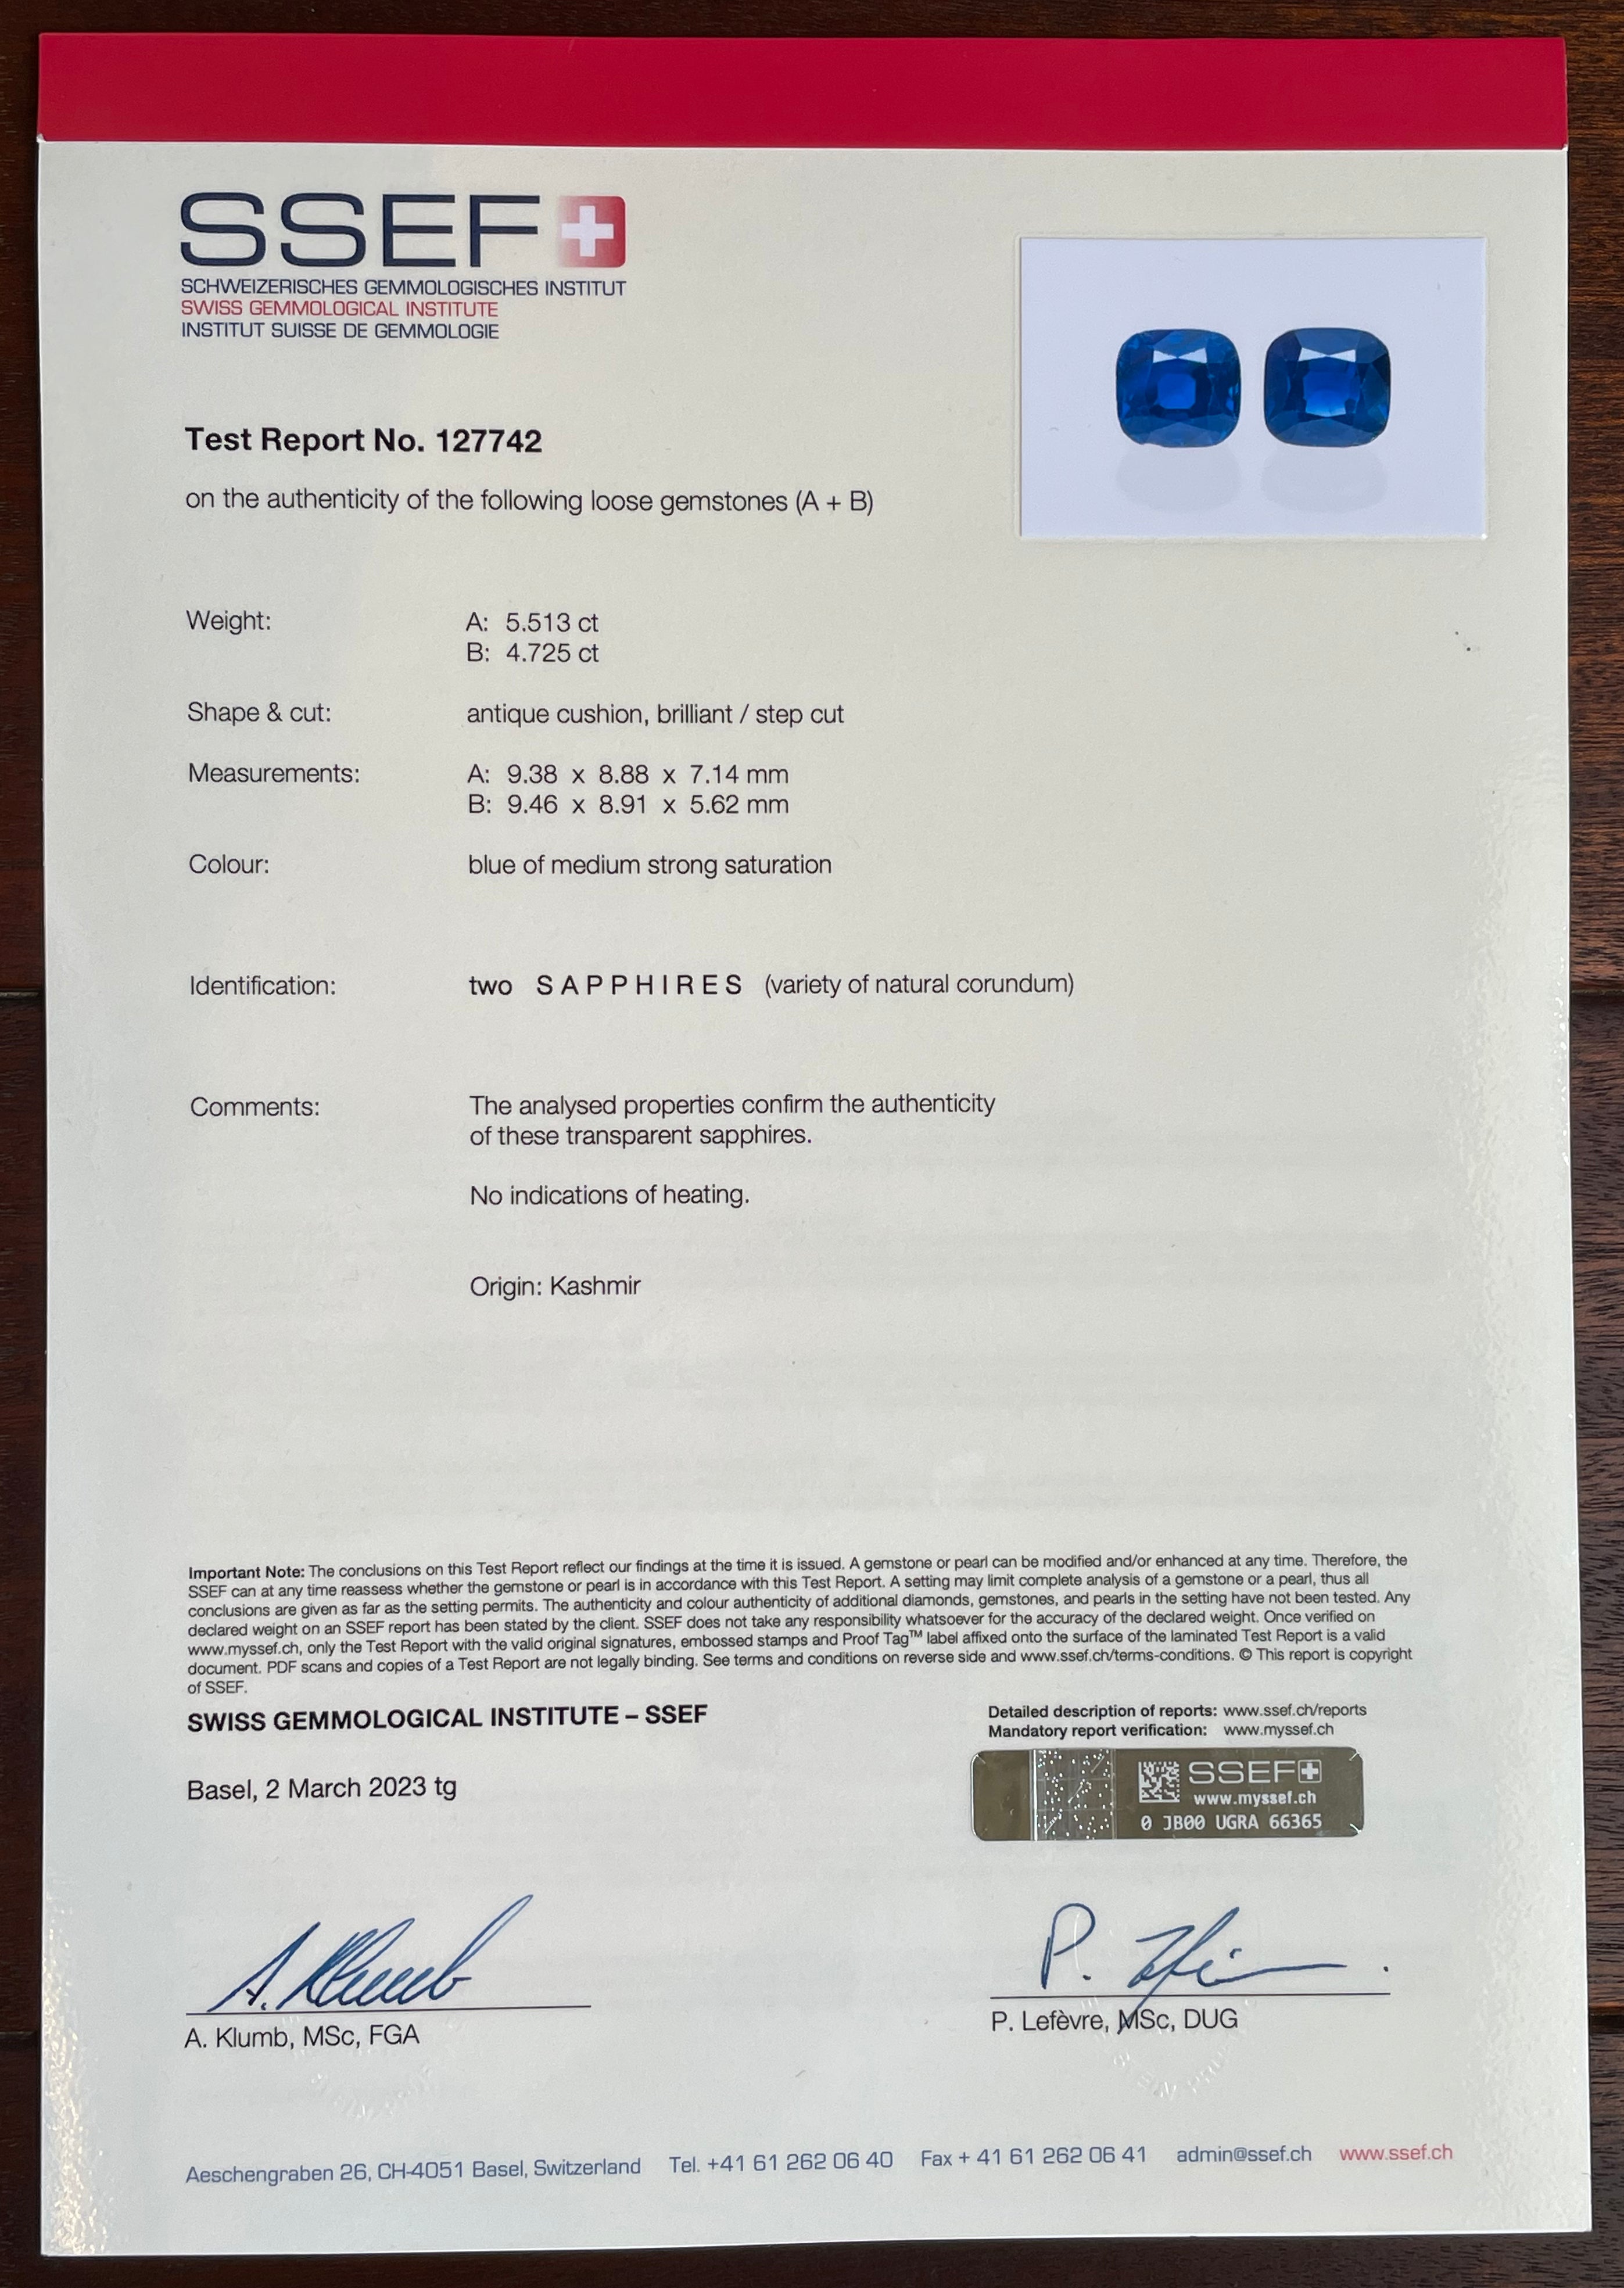 SSEF
SCHWEIZERISCHES GEMMOLOGISCHES INSTITUT
SWISS GEMMOLOGICAL INSTITUTE
INSTITUT SUISSE DE GEMMOLOGIE
Test Report No. 127742
on the authenticity of the following loose gemstones (A + B)
Weight: A: 5.513 ct
B: 4.725 ct
Shape & cut: antique cushion, brilliant / step cut
Measurements: A: 9.38 x 8.88 x 7.14 mm
B: 9.46 x 8.91 x 5.62 mm
Colour: blue of medium strong saturation
Identification: two SAPPHIRES (variety of natural corundum)
Comments: The analysed properties confirm the authenticity
of these transparent sapphires.
No indications of heating.
Origin: Kashmir
Important Note: The conclusions on this Test Report reflect our findings at the time it is issued. A gemstone or pearl can be modified and/or enhanced at any time. Therefore, the
SSEF can at any time reassess whether the gemstone or pearl is in accordance with this Test Report. A setting may limit complete analysis of a gemstone or a pearl, thus all
conclusions are given as far as the setting permits. The authenticity and colour authenticity of additional diamonds, gemstones, and pearls in the setting have not been tested. Any
declared weight on an SSEF report has been stated by the client. SSEF does not take any responsibility whatsoever for the accuracy of the declared weight. Once verified on
www.myssef.ch, only the Test Report with the valid original signatures, embossed stamps and Proof Tag™ label affixed onto the surface of the laminated Test Report is a valid
document. PDF scans and copies of a Test Report are not legally binding. See terms and conditions on reverse side and www.ssef.ch/terms-conditions. © This report is copyright
of SSEF.
SWISS GEMMOLOGICAL INSTITUTE – SSEF
Detailed description of reports: www.ssef.ch/reports
Mandatory report verification: www.myssef.ch
SSEF
www.myssef.ch
0 JB00 UGRA 66365
Basel, 2 March 2023 tg
A. Klumb
A. Klumb, MSc, FGA
P. Lefèvre, MSc, DUG
Aeschengraben 26, CH-4051 Basel, Switzerland Tel. +41 61 262 06 40 Fax + 41 61 262 06 41 admin@ssef.ch www.ssef.ch